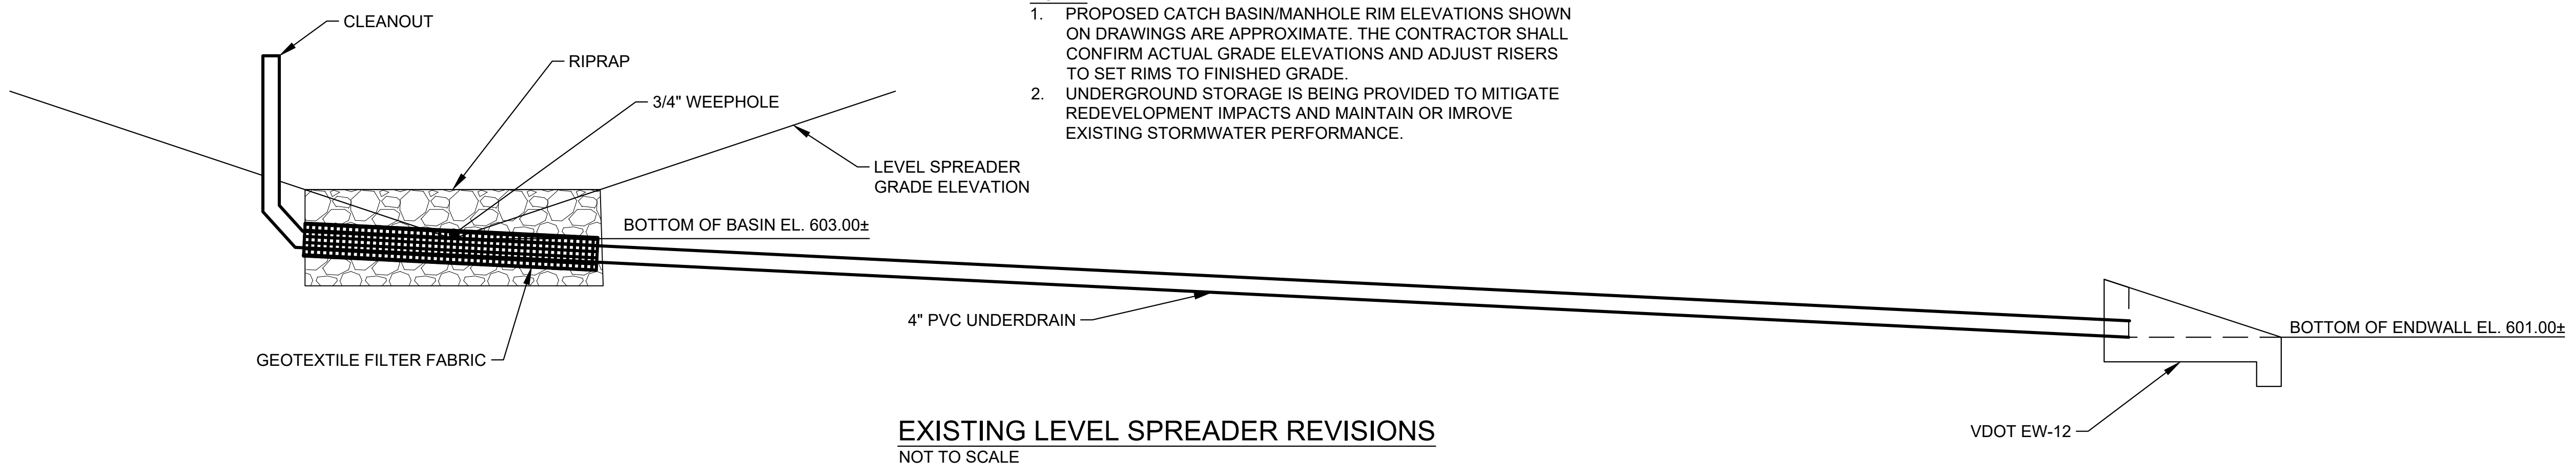 CLEANOUT
RIPRAP
3/4" WEEPHOLE
LEVEL SPREADER
GRADE ELEVATION
BOTTOM OF BASIN EL. 603.00±
4" PVC UNDERDRAIN
GEOTEXTILE FILTER FABRIC
1. PROPOSED CATCH BASIN/MANHOLE RIM ELEVATIONS SHOWN
ON DRAWINGS ARE APPROXIMATE. THE CONTRACTOR SHALL
CONFIRM ACTUAL GRADE ELEVATIONS AND ADJUST RISERS
TO SET RIMS TO FINISHED GRADE.
2. UNDERGROUND STORAGE IS BEING PROVIDED TO MITIGATE
REDEVELOPMENT IMPACTS AND MAINTAIN OR IMROVE
EXISTING STORMWATER PERFORMANCE.
BOTTOM OF ENDWALL EL. 601.00±
VDOT EW-12
EXISTING LEVEL SPREADER REVISIONS
NOT TO SCALE